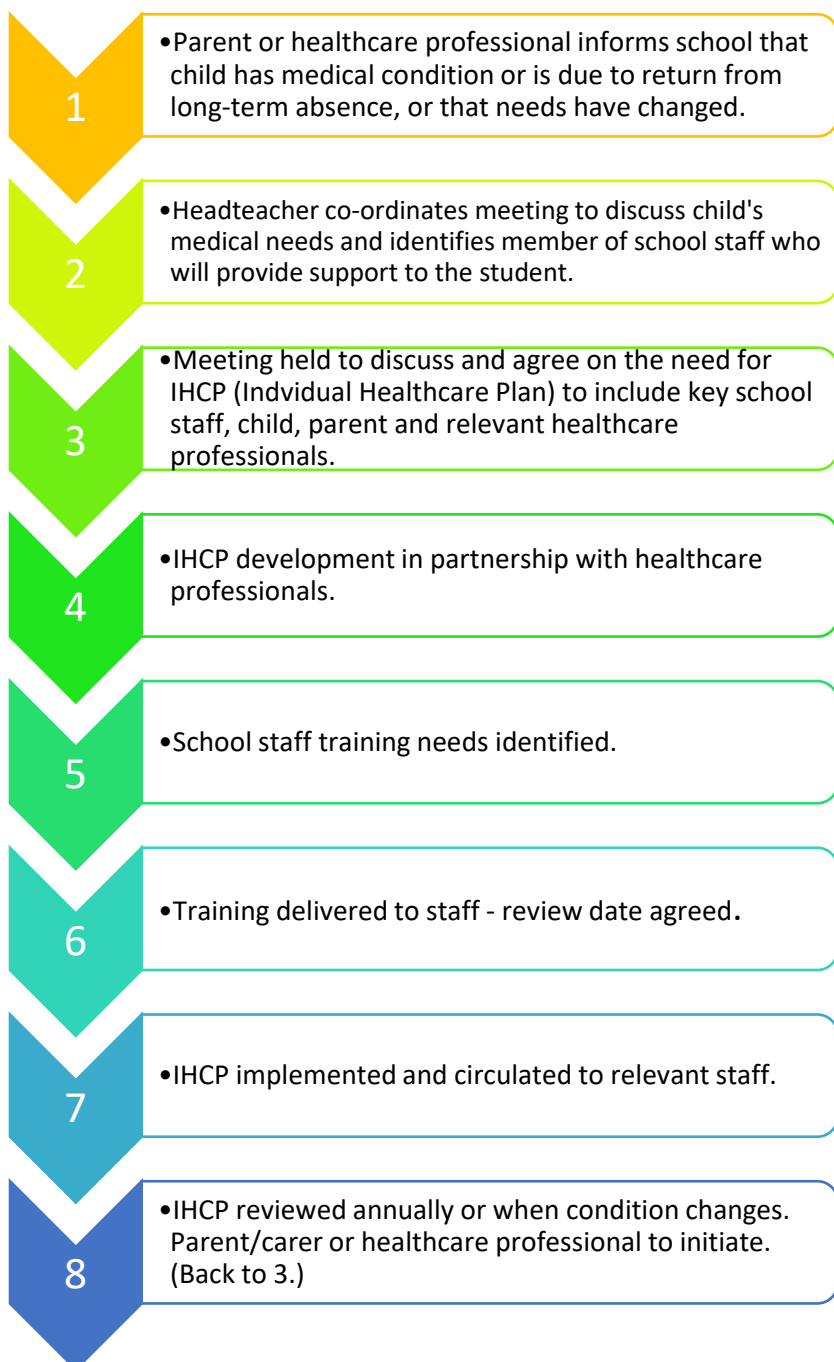 1
•Parent or healthcare professional informs school that
child has medical condition or is due to return from
long-term absence, or that needs have changed.
2
•Headteacher co-ordinates meeting to discuss child's
medical needs and identifies member of school staff who
will provide support to the student.
3
•Meeting held to discuss and agree on the need for
IHCP (Indvidual Healthcare Plan) to include key school
staff, child, parent and relevant healthcare
professionals.
4
•IHCP development in partnership with healthcare
professionals.
5
•School staff training needs identified.
6
•Training delivered to staff - review date agreed.
7
•IHCP implemented and circulated to relevant staff.
8
•IHCP reviewed annually or when condition changes.
Parent/carer or healthcare professional to initiate.
(Back to 3.)